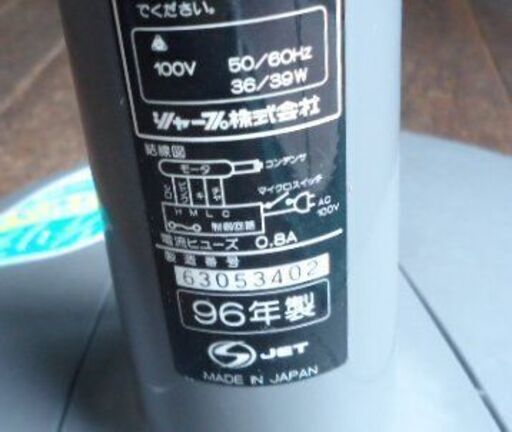 でください。
100V 50/60Hz
36/39W
シャープ株式会社
結線図
モータ コンデンサ
マイクロスイッチ
H M L C
AC
100V
制御回路
電流ヒューズ 0.8A
製造番号
63053402
96年製
JET
MADE IN JAPAN